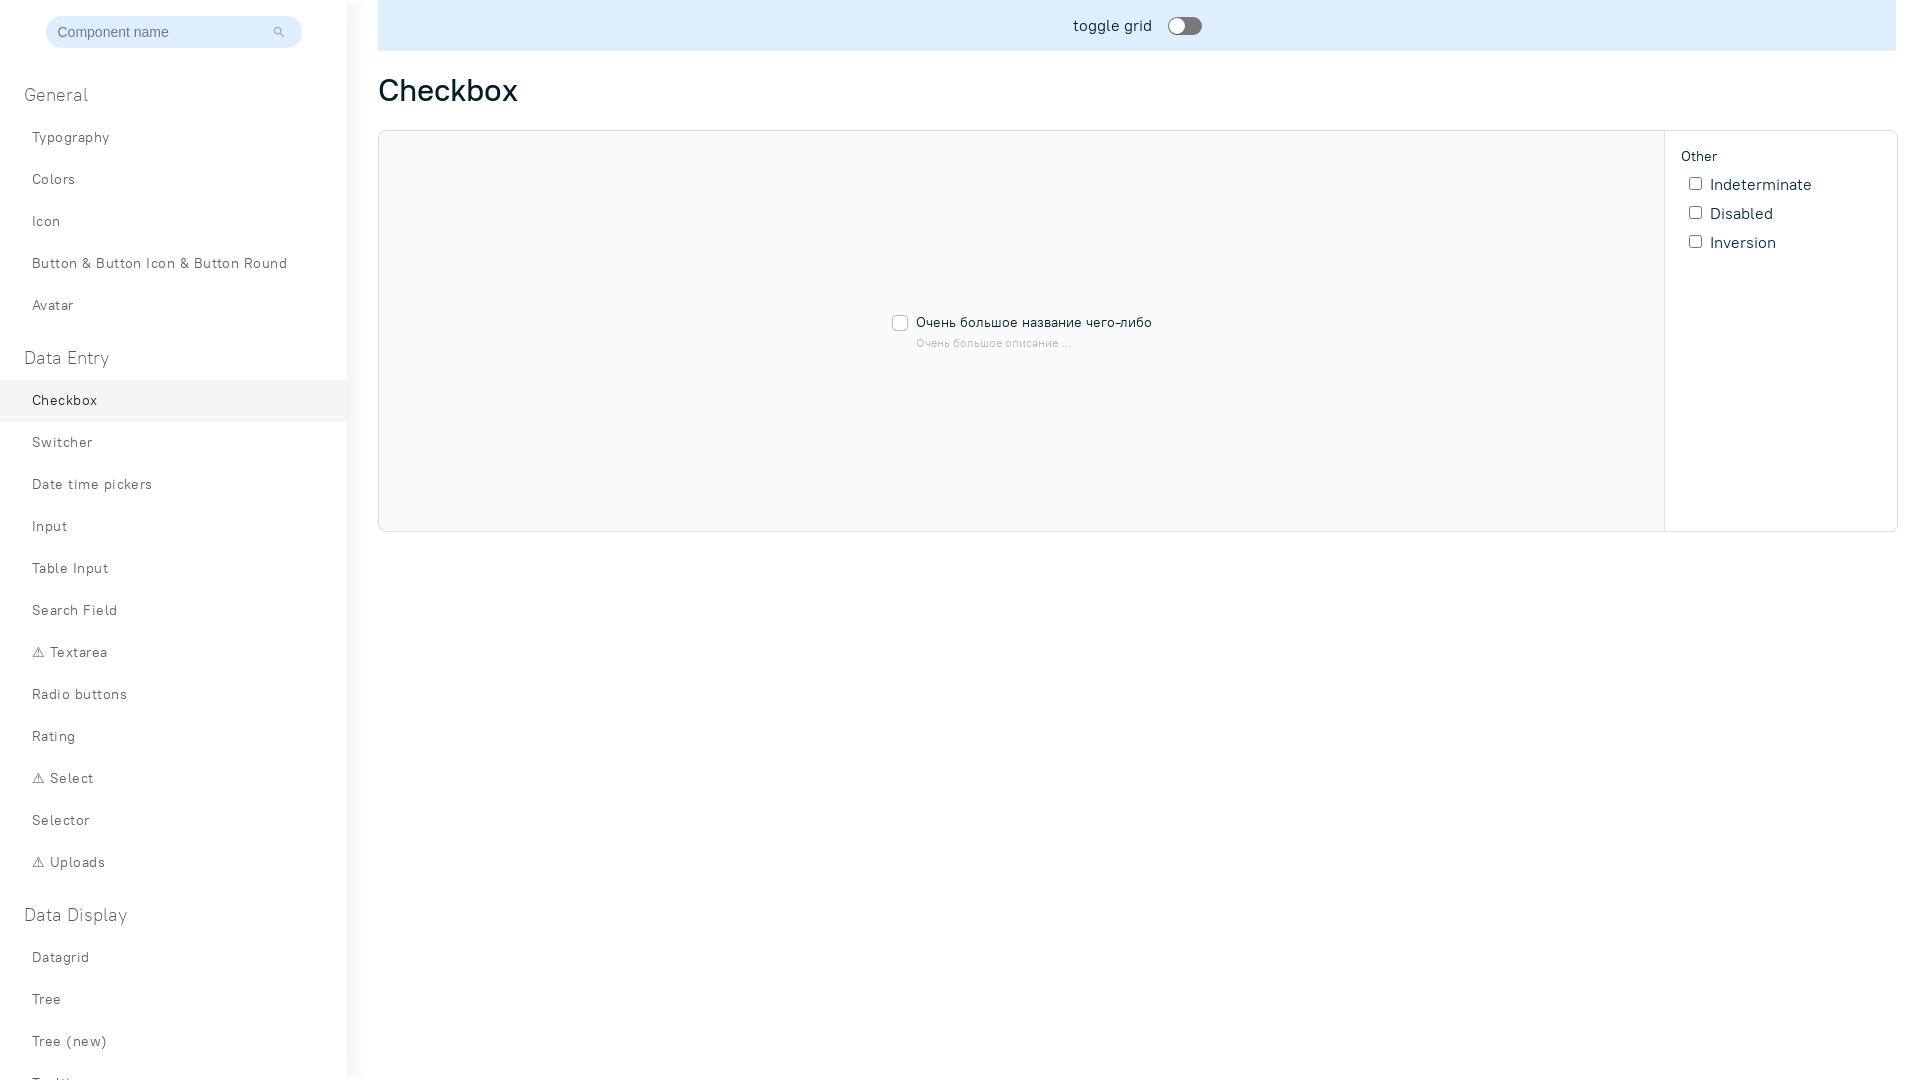 Component name
General
Typography
Colors
Icon
Button & Button Icon & Button Round
Avatar
Data Entry
Checkbox
Switcher
Date time pickers
Input
Table Input
Search Field
⚠ Textarea
Radio buttons
Rating
⚠ Select
Selector
⚠ Uploads
Data Display
Datagrid
Tree
Tree (new)
toggle grid
Checkbox
Очень большое название чего-либо
Очень большое описание ...
Other
Indeterminate
Disabled
Inversion